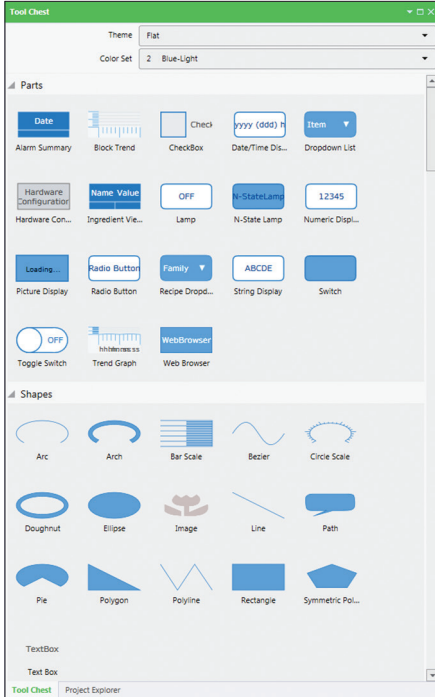 Tool Chest
Theme Flat
Color Set 2 Blue-Light
Parts
Date
Check
yyyy (ddd) h
Item
Alarm Summary Block Trend CheckBox Date/Time Dis... Dropdown List
Hardware
Configuration
Name Value
OFF
N-StateLamp
12345
Hardware Con... Ingredient Vie... Lamp N-State Lamp Numeric Displ...
Loading...
Radio Button
Family
ABCDE
Picture Display Radio Button Recipe Dropd... String Display Switch
OFF
WebBrowser
Toggle Switch Trend Graph Web Browser
Shapes
Arc Arch Bar Scale Bezier Circle Scale
Doughnut Ellipse Image Line Path
Pie Polygon Polyline Rectangle Symmetric Pol...
TextBox
Text Box
Tool Chest Project Explorer